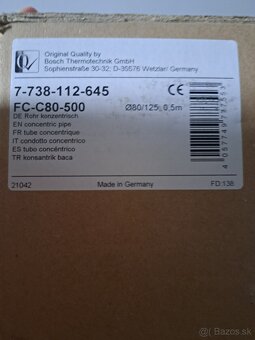 Original Quality by
Bosch Thermotechnik GmbH
Sophienstraße 30-32; D-35576 Wetzlar/ Germany
7-738-112-645
CE
FC-C80-500
Ø80/125, 0,5m
DE Rohr konzentrisch
EN concentric pipe
FR tube concentrique
IT condotto concentrico
ES tubo concéntrico
TR konsantrik baca
21042
Made in Germany
FD:138
bazos.sk